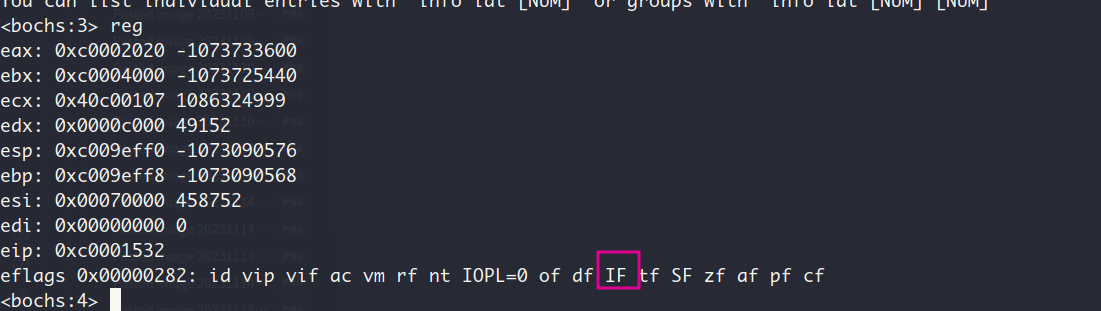 You can list individual entries with 'info idt [NUM]' or groups with 'info idt [NUM] [NUM]'
<bochs:3> reg
eax: 0xc0002020 -1073733600
ebx: 0xc0004000 -1073725440
ecx: 0x40c00107 1086324999
edx: 0x0000c000 49152
esp: 0xc009eff0 -1073090576
ebp: 0xc009eff8 -1073090568
esi: 0x00070000 458752
edi: 0x00000000 0
eip: 0xc0001532
eflags 0x00000282: id vip vif ac vm rf nt IOPL=0 of df IF tf SF zf af pf cf
<bochs:4>